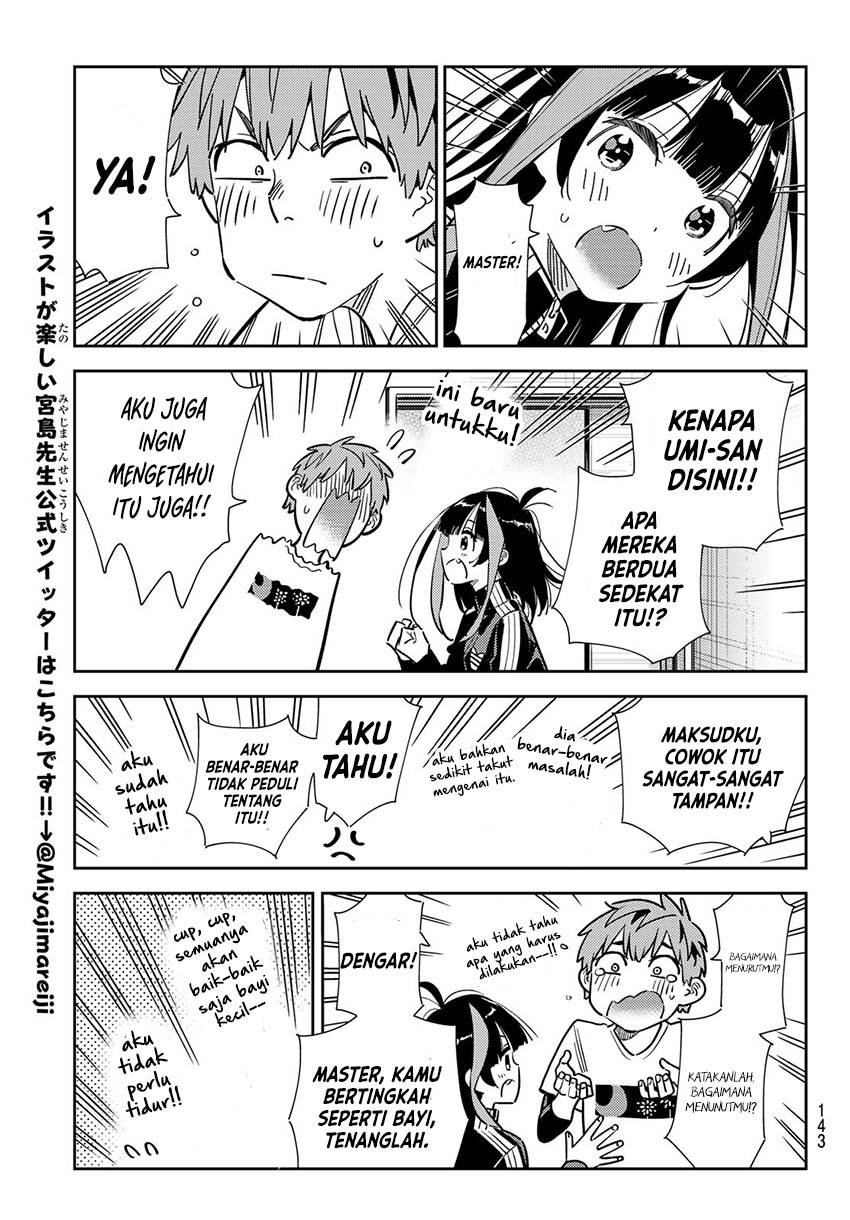 MASTER!
YA!
KENAPA
UMI-SAN
DISINI!!
APA
MEREKA
BERDUA
SEDEKAT
ITU!?
ini baru
untukku!
AKU JUGA
INGIN
MENGETAHUI
ITU JUGA!!
MAKSUDKU,
COWOK ITU
SANGAT-SANGAT
TAMPAN!!
dia
benar-benar
masalah!
aku bahkan
sedikit takut
mengenai itu.
AKU
TAHU!
AKU
BENAR-BENAR
TIDAK PEDULI
TENTANG
ITU!!
aku
sudah
tahu
itu!!
BAGAIMANA
MENURUTMU!?
KATAKANLAH,
BAGAIMANA
MENUNUTMU!?
aku tidak tahu
apa yang harus
dilakukan--!!
DENGAR!
MASTER, KAMU
BERTINGKAH
SEPERTI BAYI,
TENANGLAH.
cup, cup,
semuanya
akan
baik-baik
saja bayi
kecil--
aku
tidak
perlu
tidur!!
イラストが楽しい宮島先生公式ツイッターはこちらです!!→@Miyajimareiji
たの
みやじませんせいこうしき
143